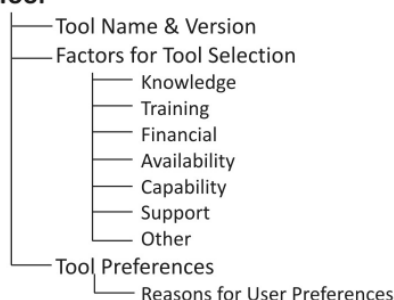 Tool Name & Version
Factors for Tool Selection
Knowledge
Training
Financial
Availability
Capability
Support
Other
Tool Preferences
Reasons for User Preferences